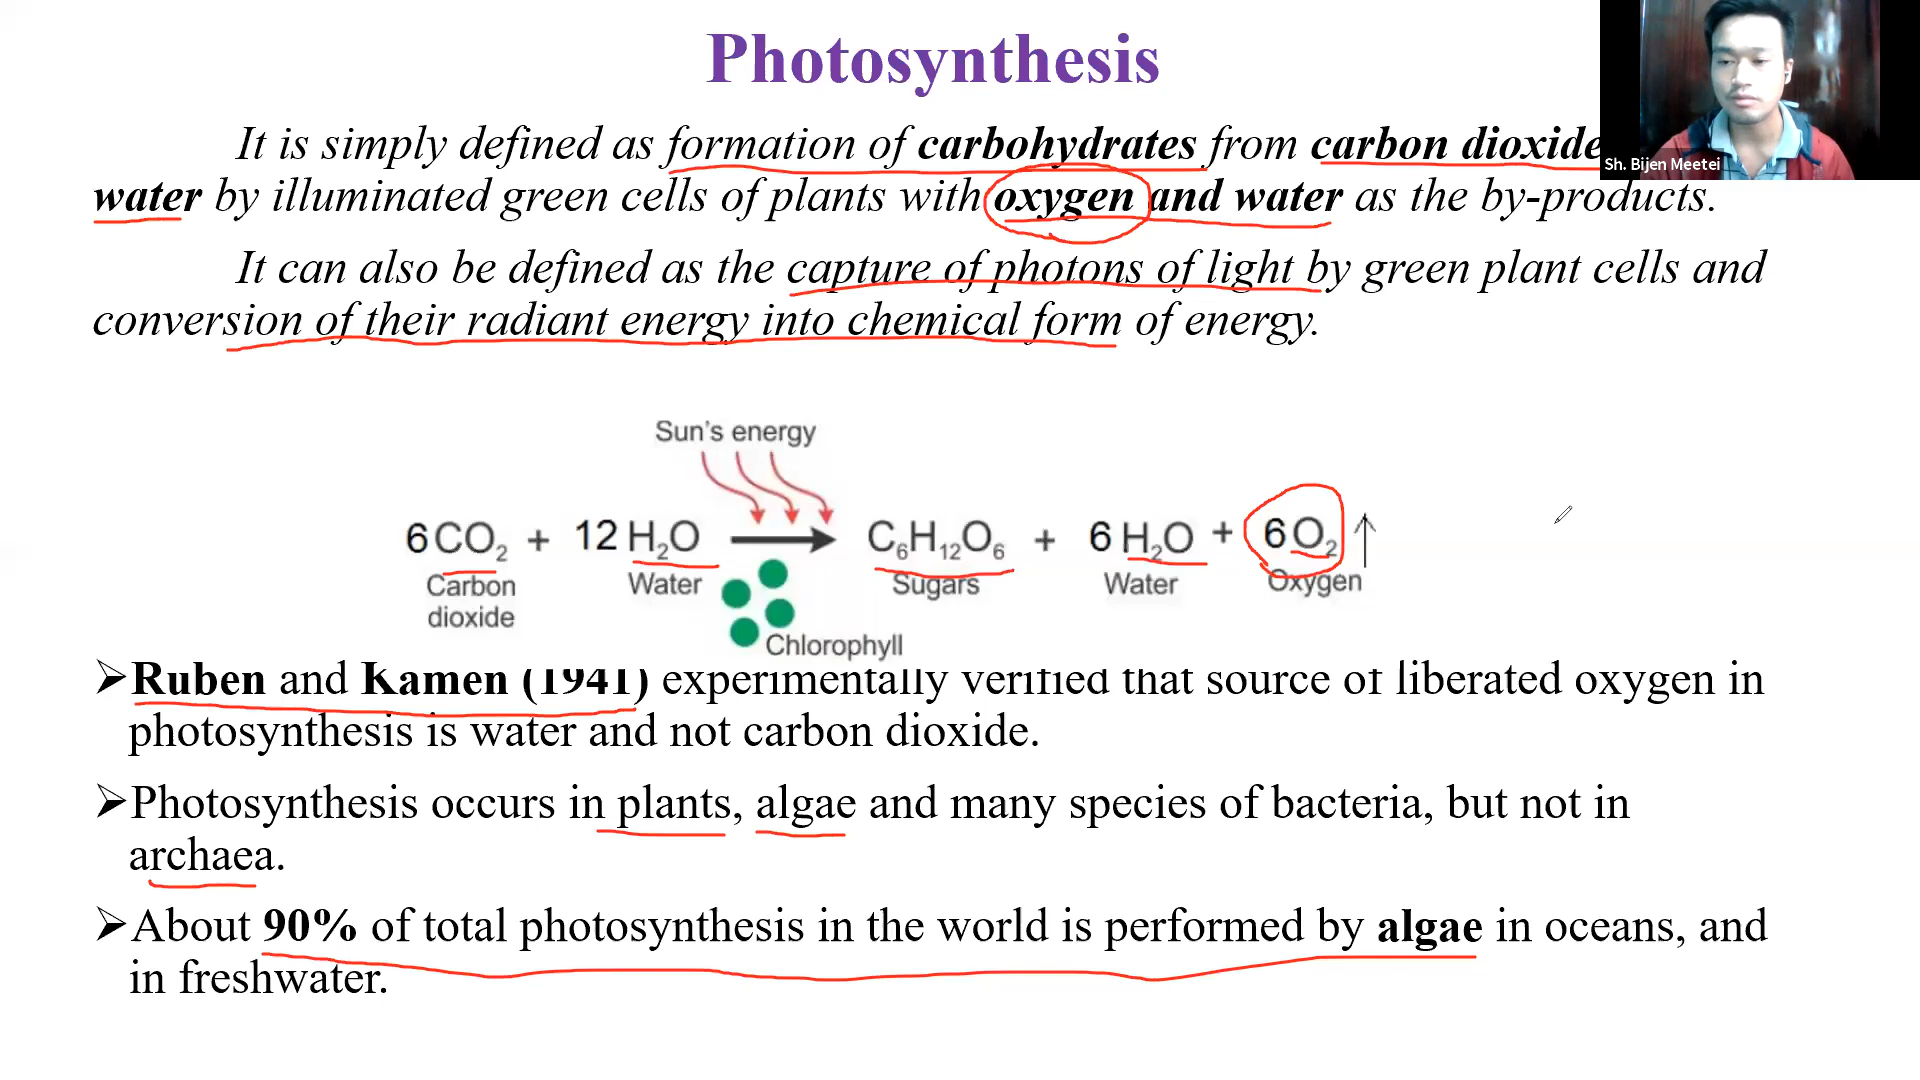 Photosynthesis
It is simply defined as formation of carbohydrates from carbon dioxide
Sh. Bijen Meetei
water by illuminated green cells of plants with oxygen and water as the by-products.
It can also be defined as the capture of photons of light by green plant cells and
conversion of their radiant energy into chemical form of energy.
Sun's energy
6CO₂ + 12 H₂O → C₆H₁₂O₆ + 6 H₂O + 6 O₂ ↑
Carbon dioxide Water Sugars Water Oxygen
Chlorophyll
➢Ruben and Kamen (1941) experimentally verified that source of liberated oxygen in
photosynthesis is water and not carbon dioxide.
➢Photosynthesis occurs in plants, algae and many species of bacteria, but not in
archaea.
➢About 90% of total photosynthesis in the world is performed by algae in oceans, and
in freshwater.